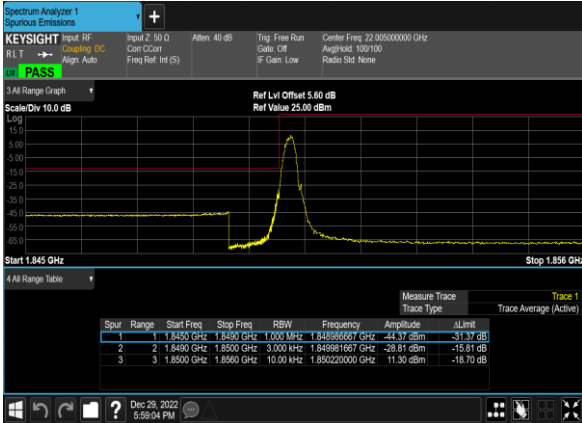 Spectrum Analyzer 1
Spurious Emissions
+
KEYSIGHT Input: RF Input Z: 50 Ω Atten: 40 dB Trig: Free Run Center Freq: 22.005000000 GHz
RLT Coupling: DC Corr CCorr Gate: Off Avg|Hold: 100/100
Align: Auto Freq Ref: Int (S) IF Gain: Low Radio Std: None
PASS
3 All Range Graph
Ref Lvl Offset 5.60 dB
Scale/Div 10.0 dB Ref Value 25.00 dBm
Log
15.0
5.00
-5.00
-15.0
-25.0
-35.0
-45.0
-55.0
-65.0
Start 1.845 GHz Stop 1.856 GHz
4 All Range Table
Measure Trace Trace 1
Trace Type Trace Average (Active)
Spur Range Start Freq Stop Freq RBW Frequency Amplitude ΔLimit
1 1 1.8450 GHz 1.8490 GHz 1.000 MHz 1.848986667 GHz -44.37 dBm -31.37 dB
2 2 1.8490 GHz 1.8500 GHz 3.000 kHz 1.849981667 GHz -28.81 dBm -15.81 dB
3 3 1.8500 GHz 1.8560 GHz 10.00 kHz 1.850220000 GHz 11.30 dBm -18.70 dB
? Dec 29, 2022
5:59:04 PM